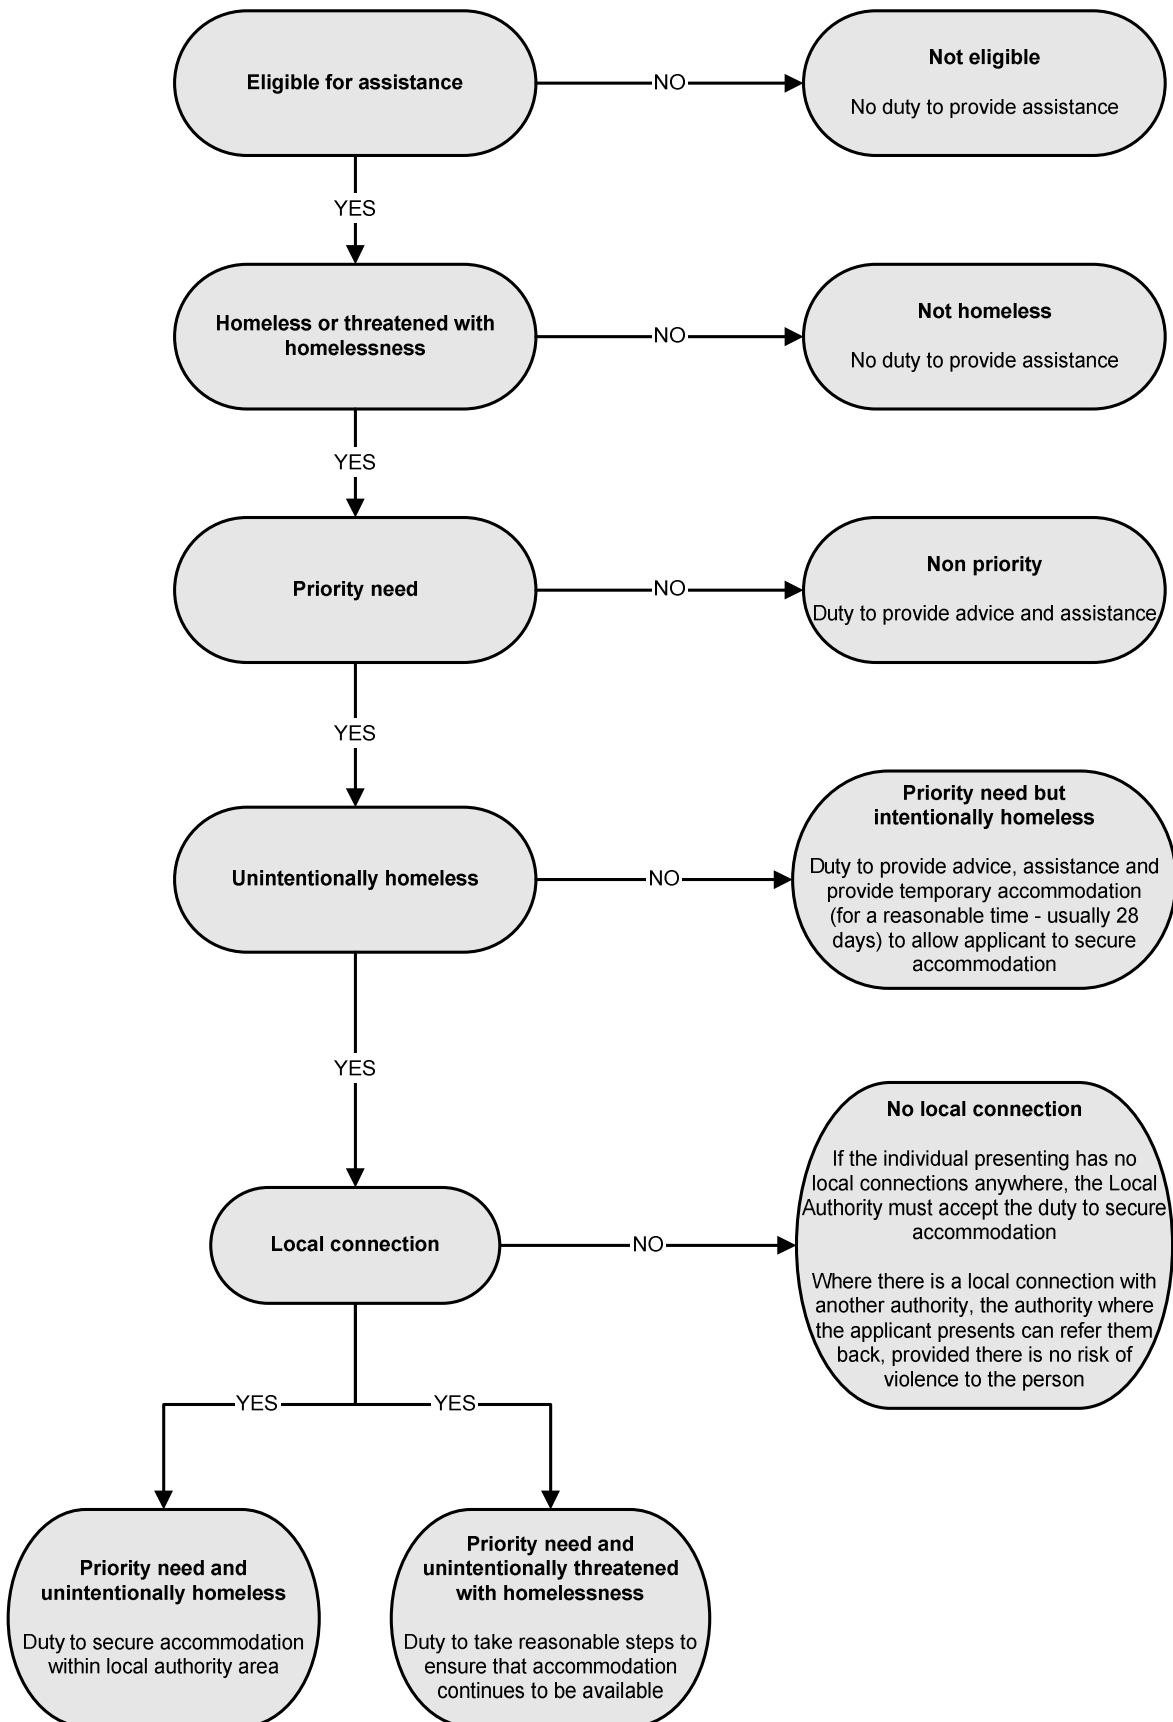 Eligible for assistance
NO
Not eligible
No duty to provide assistance
YES
Homeless or threatened with
homelessness
NO
Not homeless
No duty to provide assistance
YES
Priority need
NO
Non priority
Duty to provide advice and assistance
YES
Unintentionally homeless
NO
Priority need but
intentionally homeless
Duty to provide advice, assistance and
provide temporary accommodation
(for a reasonable time - usually 28
days) to allow applicant to secure
accommodation
YES
Local connection
NO
No local connection
If the individual presenting has no
local connections anywhere, the Local
Authority must accept the duty to secure
accommodation
Where there is a local connection with
another authority, the authority where
the applicant presents can refer them
back, provided there is no risk of
violence to the person
YES
YES
Priority need and
unintentionally homeless
Duty to secure accommodation
within local authority area
Priority need and
unintentionally threatened
with homelessness
Duty to take reasonable steps to
ensure that accommodation
continues to be available